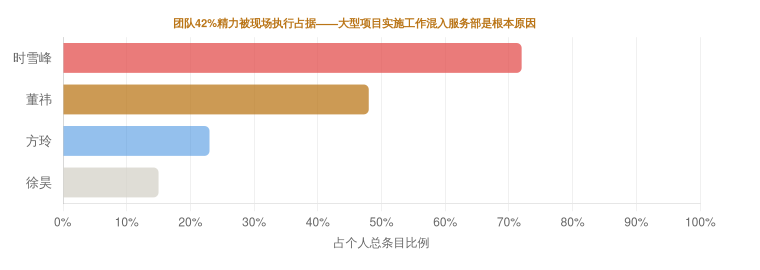 团队42%精力被现场执行占据——大型项目实施工作混入服务部是根本原因
时雪峰
董祎
方玲
徐昊
0% 10% 20% 30% 40% 50% 60% 70% 80% 90% 100%
占个人总条目比例